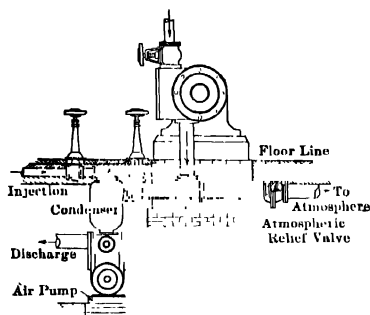 Floor Line
Injection
Condenser
To
Atmosphere
Atmospheric
Relief Valve
Discharge
Air Pump